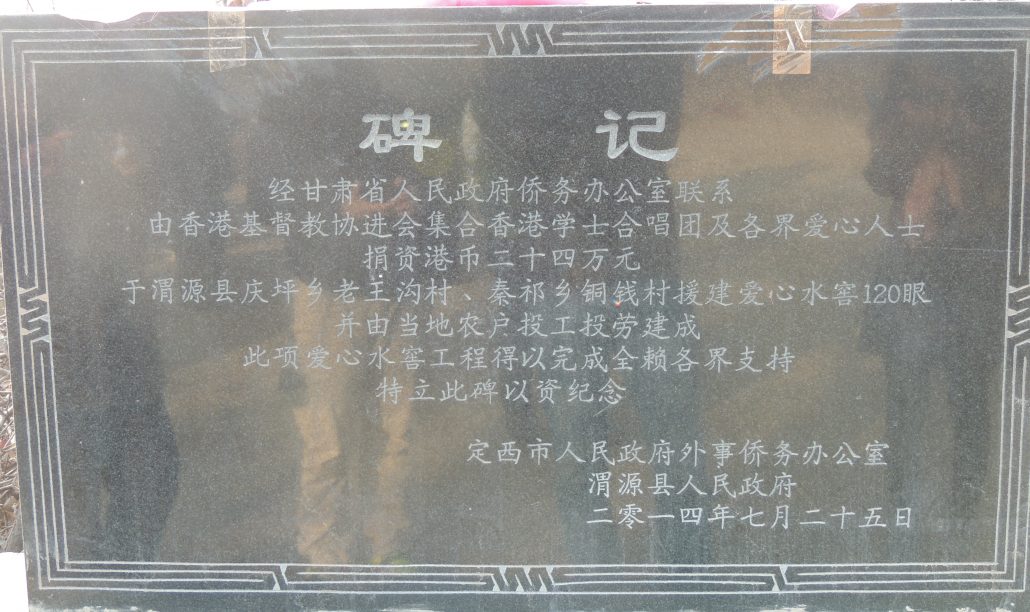 碑 记
经甘肃省人民政府侨务办公室联系
由香港基督教协进会集合香港学士合唱团及各界爱心人士
捐资港币二十四万元
于渭源县庆坪乡老王沟村、秦祁乡铜钱村援建爱心水窖120眼
并由当地农户投工投劳建成
此项爱心水窖工程得以完成全赖各界支持
特立此碑以资纪念
定西市人民政府外事侨务办公室
渭源县人民政府
二零一四年七月二十五日